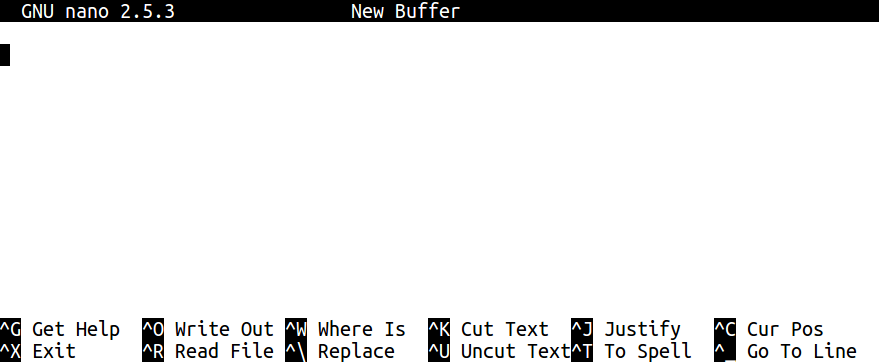 GNU nano 2.5.3 New Buffer
^G Get Help ^O Write Out ^W Where Is ^K Cut Text ^J Justify ^C Cur Pos
^X Exit ^R Read File ^\ Replace ^U Uncut Text ^T To Spell ^_ Go To Line